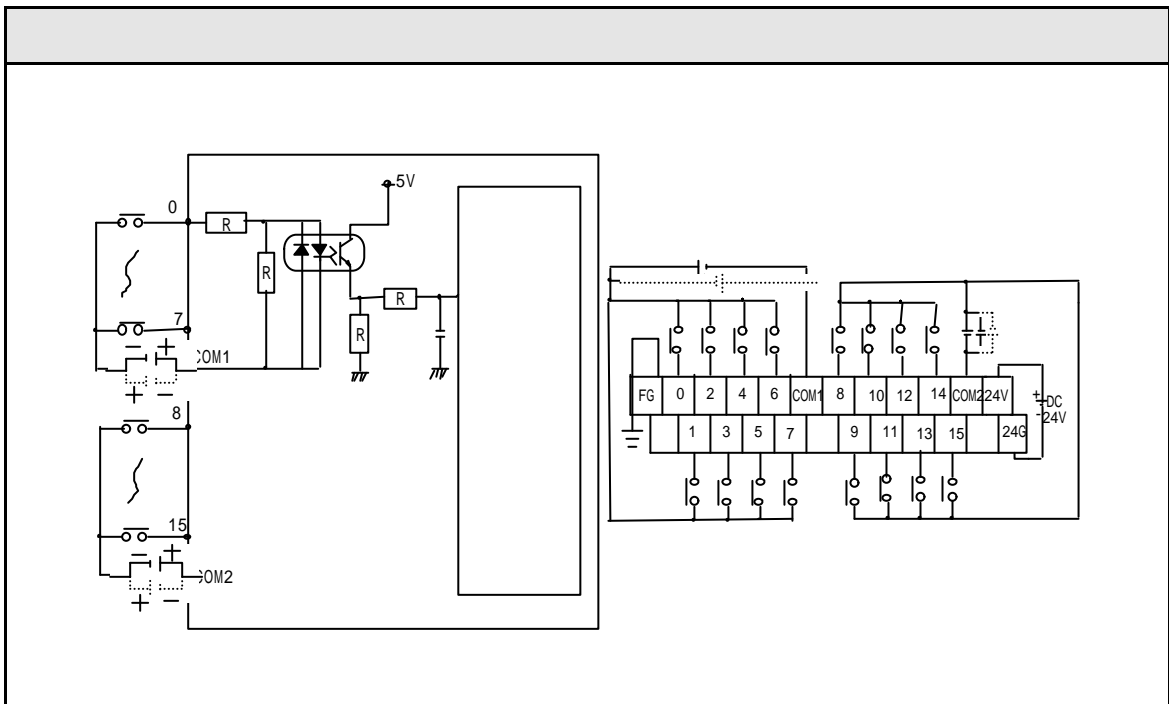 5V
0
R
R
7
R
R
− +
COM1
+ −
8
15
− +
COM2
+ −
FG 0 2 4 6 COM1 8 10 12 14 COM2 24V
1 3 5 7 9 11 13 15 24G
+ DC
- 24V